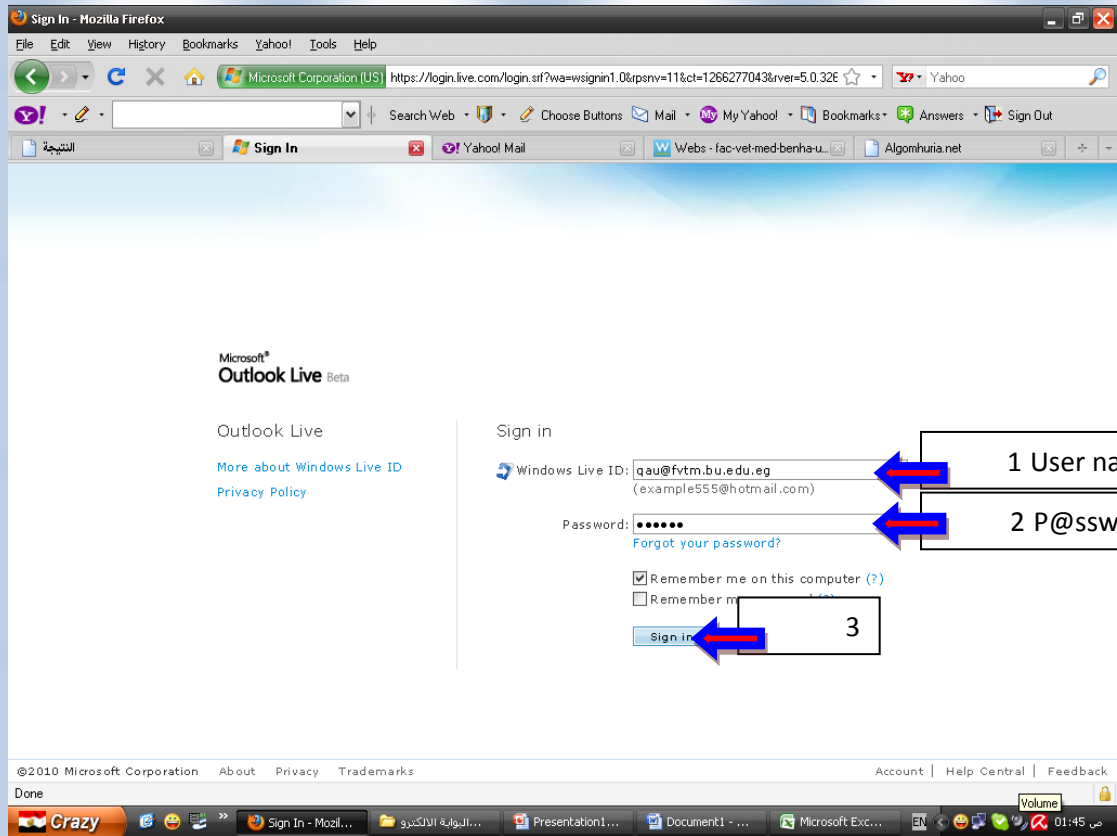 Sign In - Mozilla Firefox
File Edit View History Bookmarks Yahoo! Tools Help
Microsoft Corporation (US) https://login.live.com/login.srf?wa=wsignin1.0&rpsnv=11&ct=1266277043&rver=5.0.326 Yahoo
Y! Search Web Choose Buttons Mail My Yahoo! Bookmarks Answers Sign Out
النتيجة Sign In Yahoo! Mail Webs - fac-vet-med-benha-u... Algomhuria.net
Microsoft®
Outlook Live Beta
Outlook Live
More about Windows Live ID
Privacy Policy
Sign in
Windows Live ID: qau@fvtm.bu.edu.eg
(example555@hotmail.com)
1 User na
Password: ●●●●●●
2 P@ssw
Forgot your password?
Remember me on this computer (?)
Remember m
Sign in
3
©2010 Microsoft Corporation About Privacy Trademarks Account | Help Central | Feedback
Done
Volume
Crazy Sign In - Mozil... البوابة الالكترو... Presentation1... Document1 - ... Microsoft Exc... EN 01:45 ص